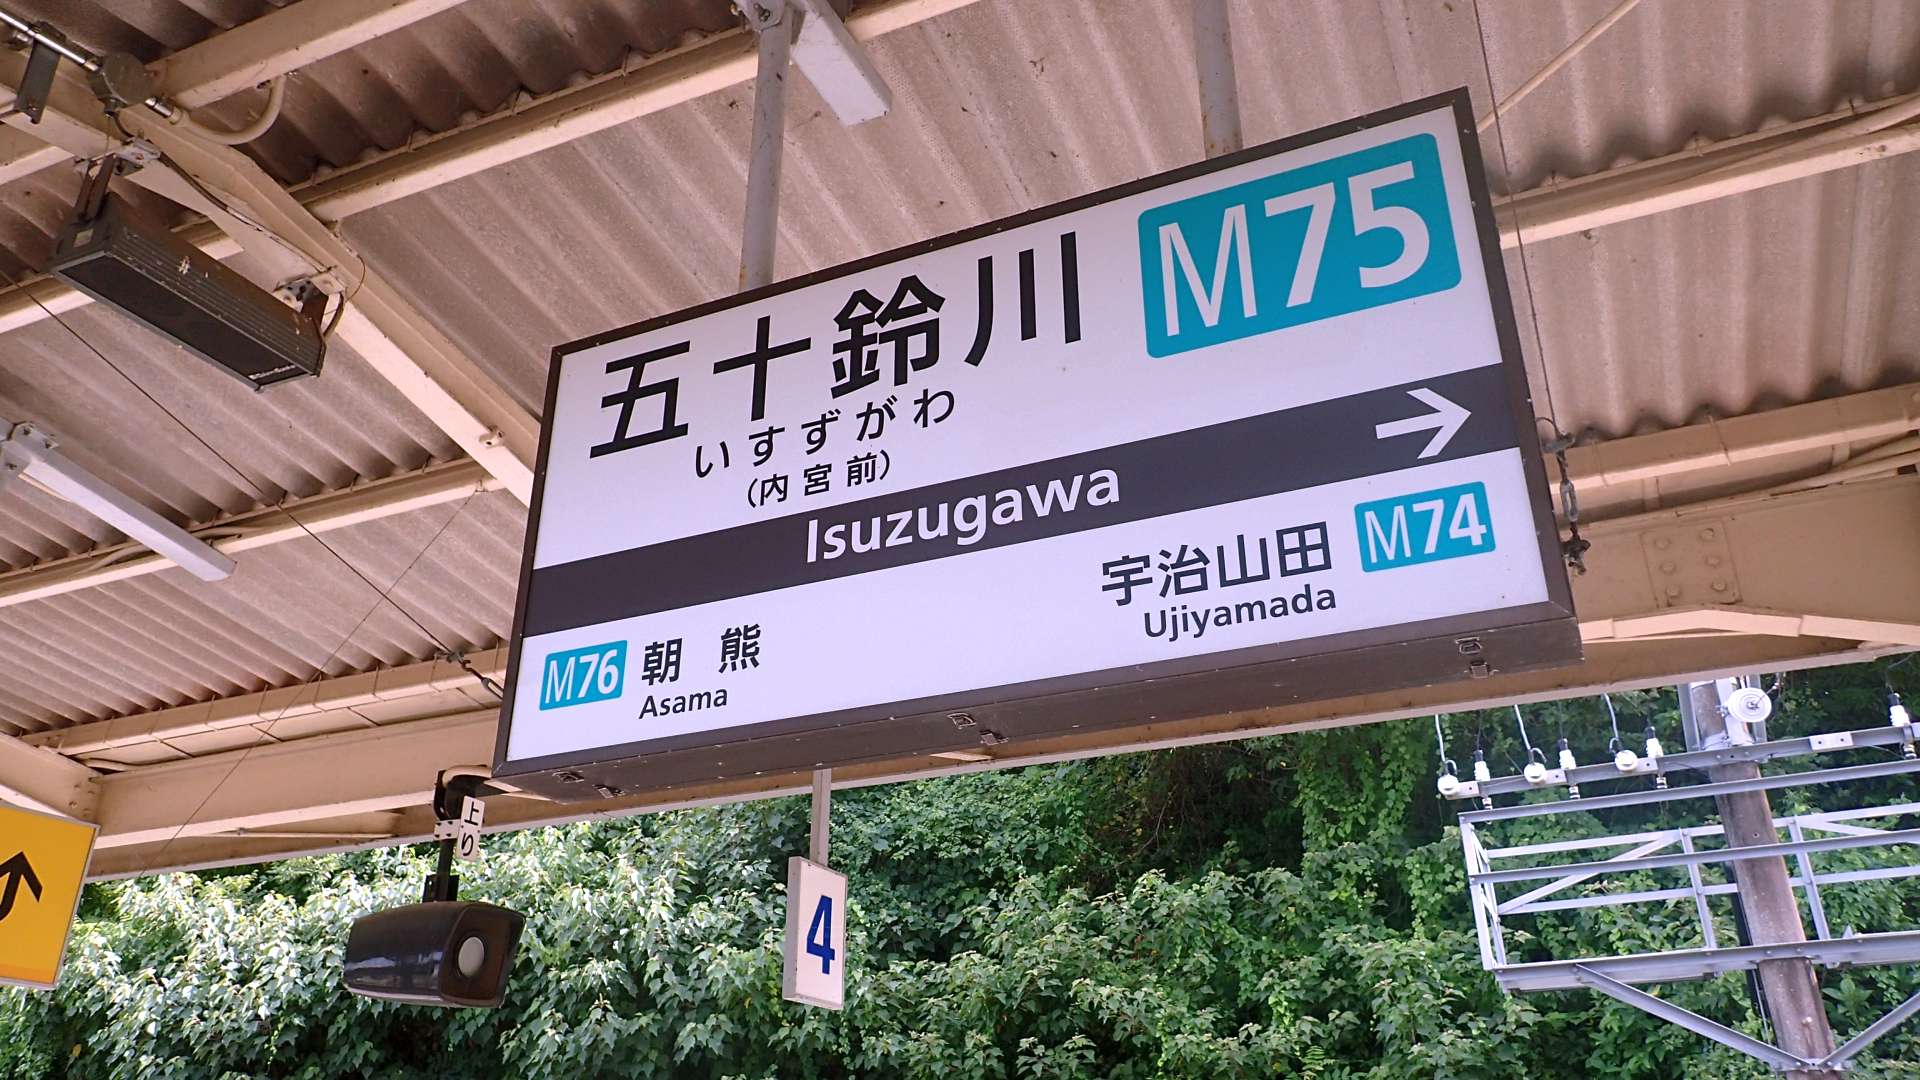 五十鈴川 M75
いすずがわ
(内宮前)
Isuzugawa →
M76 朝熊
Asama
宇治山田 M74
Ujiyamada
上り
4